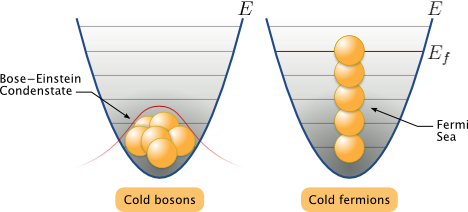 E
E
E_f
Bose–Einstein
Condenstate
Fermi
Sea
Cold bosons
Cold fermions